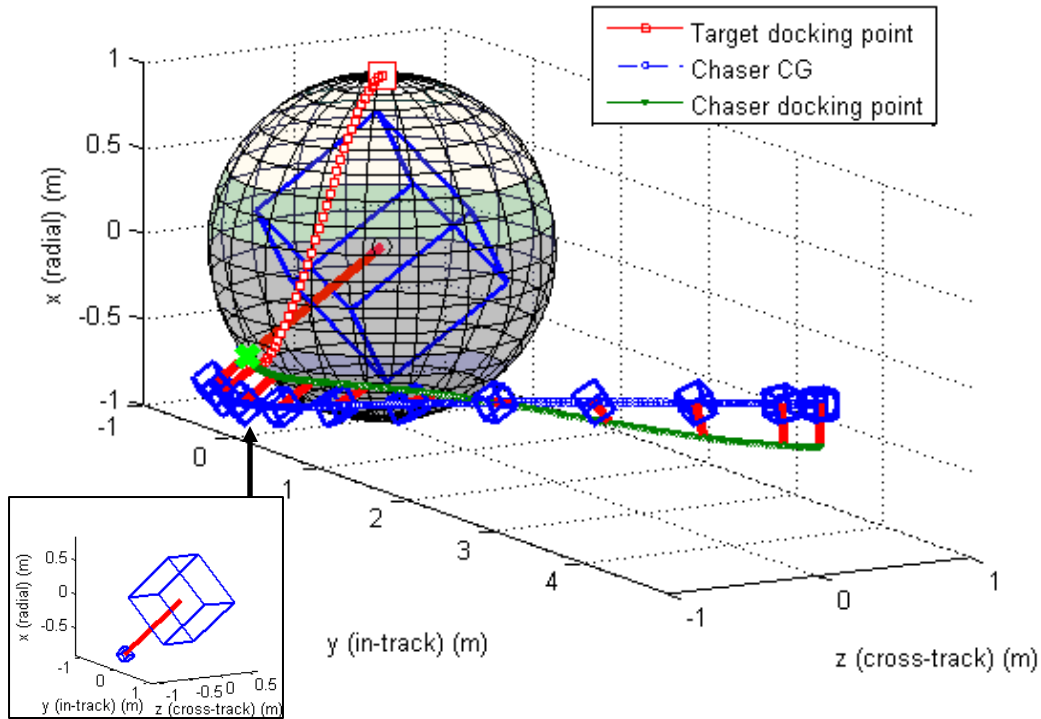 Target docking point
Chaser CG
Chaser docking point
1
0.5
0
-0.5
-1
x (radial) (m)
-1
0
1
2
3
4
y (in-track) (m)
-1
0
1
z (cross-track) (m)
0.5
0
-0.5
x (radial) (m)
-1
0
1
y (in-track) (m)
-1
-0.5
0
0.5
z (cross-track) (m)